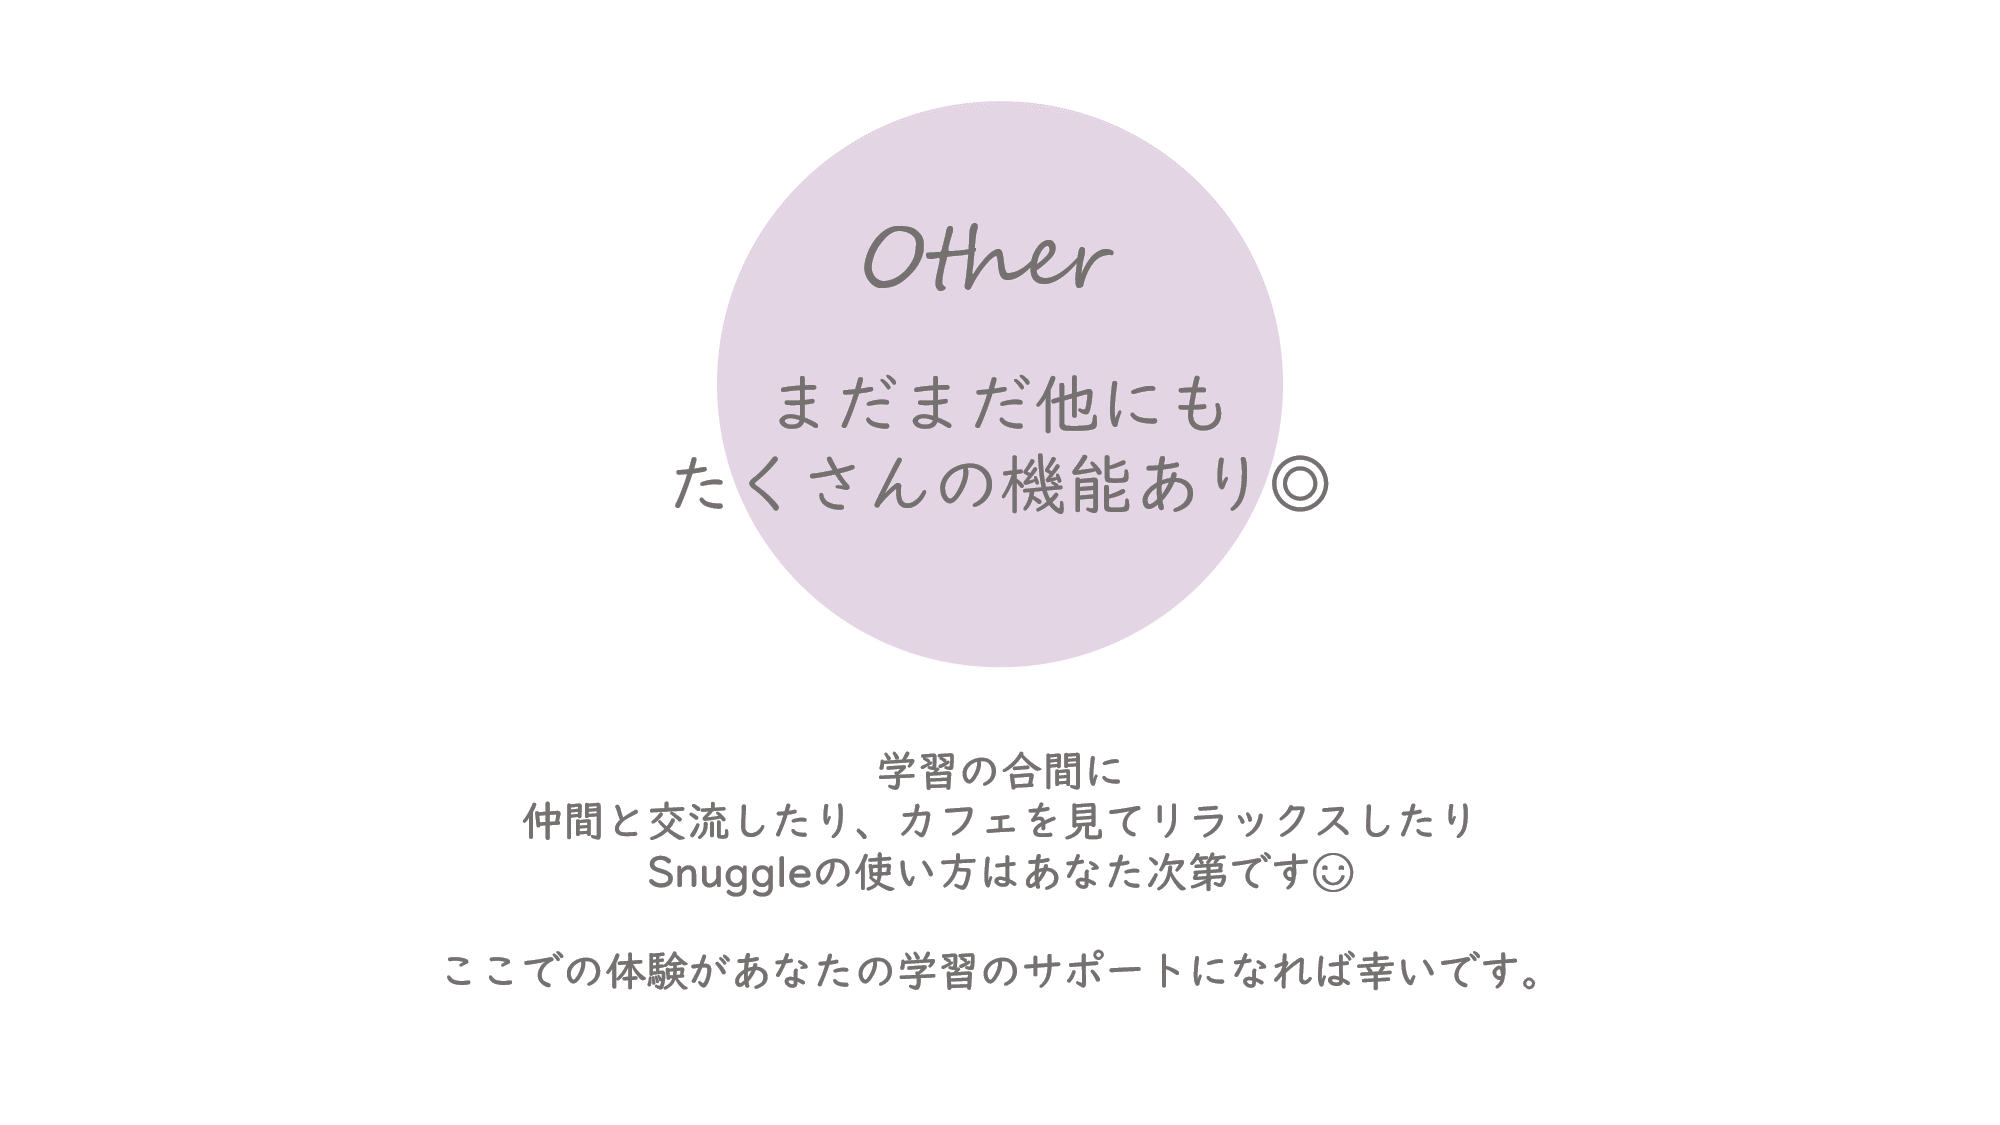 Other
まだまだ他にも
たくさんの機能あり◎
学習の合間に
仲間と交流したり、カフェを見てリラックスしたり
Snuggleの使い方はあなた次第です☺
ここでの体験があなたの学習のサポートになれば幸いです。